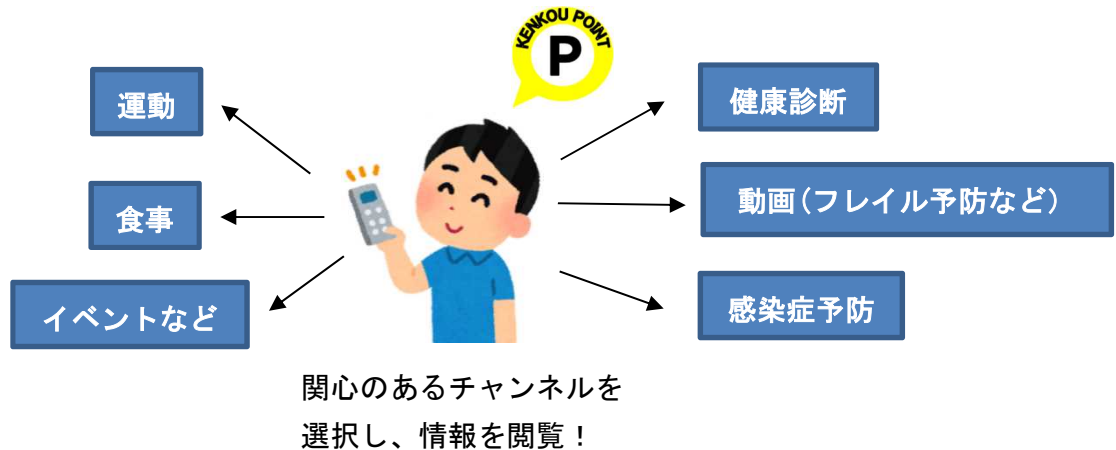 KENKOU POINT
P
運動
健康診断
食事
動画(フレイル予防など)
イベントなど
感染症予防
関心のあるチャンネルを
選択し、情報を閲覧！